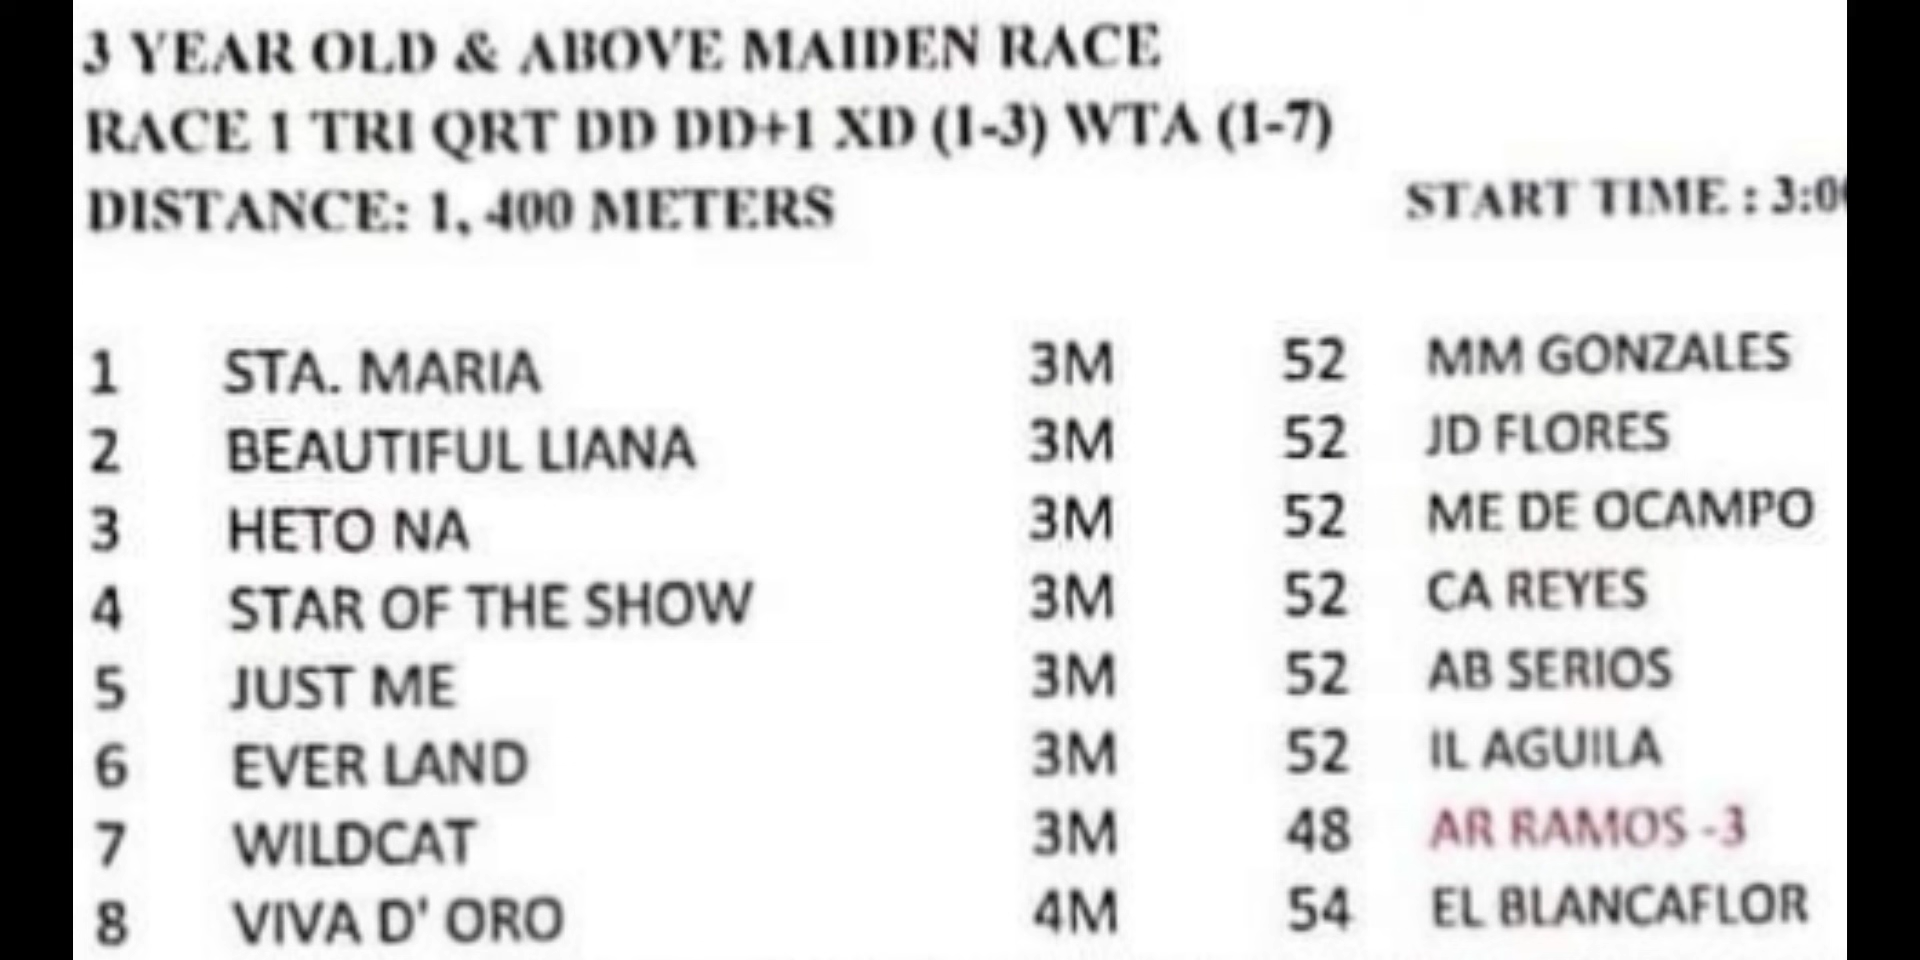 3 YEAR OLD & ABOVE MAIDEN RACE
RACE 1 TRI QRT DD DD+1 XD (1-3) WTA (1-7)
DISTANCE: 1, 400 METERS START TIME : 3:0
1 STA. MARIA 3M 52 MM GONZALES
2 BEAUTIFUL LIANA 3M 52 JD FLORES
3 HETO NA 3M 52 ME DE OCAMPO
4 STAR OF THE SHOW 3M 52 CA REYES
5 JUST ME 3M 52 AB SERIOS
6 EVER LAND 3M 52 IL AGUILA
7 WILDCAT 3M 48 AR RAMOS -3
8 VIVA D' ORO 4M 54 EL BLANCAFLOR